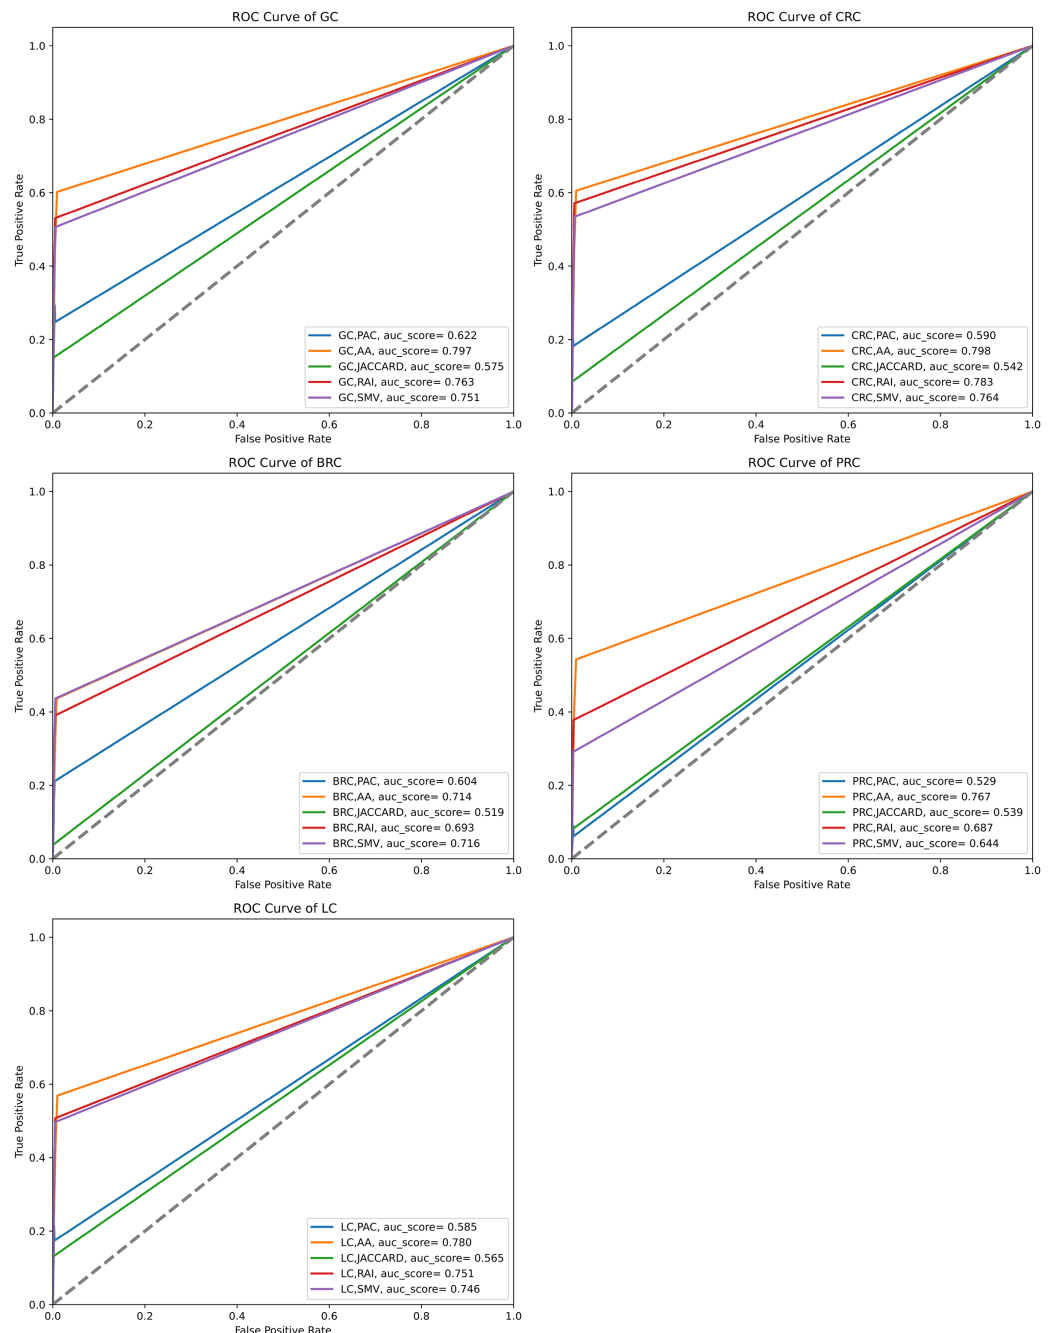 ROC Curve of GC
True Positive Rate
1.0
0.8
0.6
0.4
0.2
0.0
GC,PAC, auc_score= 0.622
GC,AA, auc_score= 0.797
GC,JACCARD, auc_score= 0.575
GC,RAI, auc_score= 0.763
GC,SMV, auc_score= 0.751
0.0 0.2 0.4 0.6 0.8 1.0
False Positive Rate
ROC Curve of CRC
True Positive Rate
1.0
0.8
0.6
0.4
0.2
0.0
CRC,PAC, auc_score= 0.590
CRC,AA, auc_score= 0.798
CRC,JACCARD, auc_score= 0.542
CRC,RAI, auc_score= 0.783
CRC,SMV, auc_score= 0.764
0.0 0.2 0.4 0.6 0.8 1.0
False Positive Rate
ROC Curve of BRC
True Positive Rate
1.0
0.8
0.6
0.4
0.2
0.0
BRC,PAC, auc_score= 0.604
BRC,AA, auc_score= 0.714
BRC,JACCARD, auc_score= 0.519
BRC,RAI, auc_score= 0.693
BRC,SMV, auc_score= 0.716
0.0 0.2 0.4 0.6 0.8 1.0
False Positive Rate
ROC Curve of PRC
True Positive Rate
1.0
0.8
0.6
0.4
0.2
0.0
PRC,PAC, auc_score= 0.529
PRC,AA, auc_score= 0.767
PRC,JACCARD, auc_score= 0.539
PRC,RAI, auc_score= 0.687
PRC,SMV, auc_score= 0.644
0.0 0.2 0.4 0.6 0.8 1.0
False Positive Rate
ROC Curve of LC
True Positive Rate
1.0
0.8
0.6
0.4
0.2
0.0
LC,PAC, auc_score= 0.585
LC,AA, auc_score= 0.780
LC,JACCARD, auc_score= 0.565
LC,RAI, auc_score= 0.751
LC,SMV, auc_score= 0.746
0.0 0.2 0.4 0.6 0.8 1.0
False Positive Rate